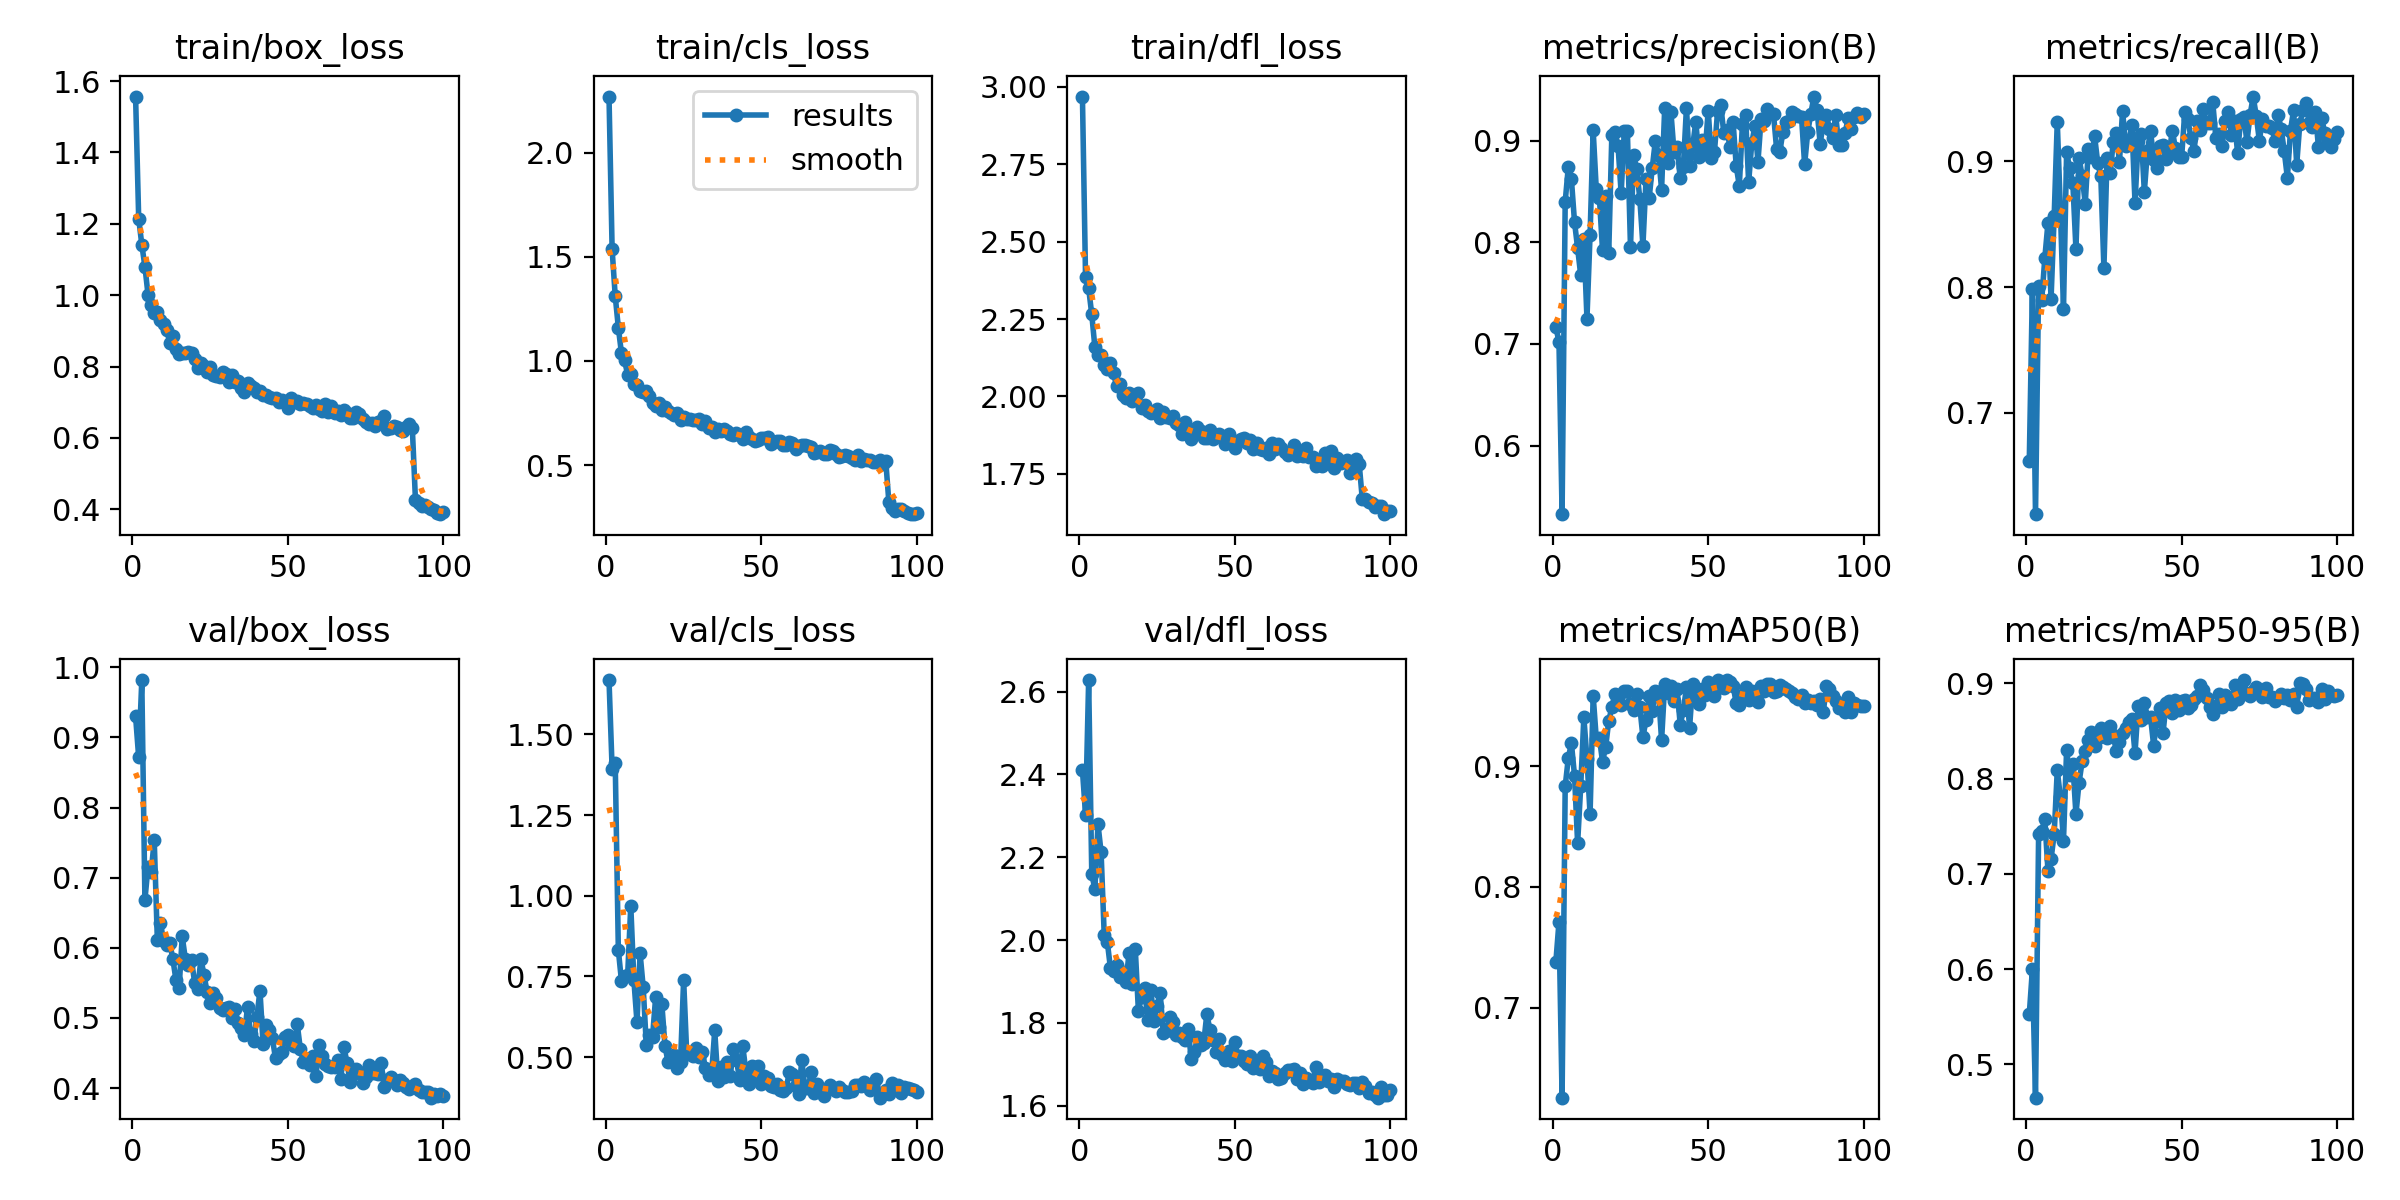 train/box_loss
1.6
1.4
1.2
1.0
0.8
0.6
0.4
0 50 100
train/cls_loss
results
smooth
2.0
1.5
1.0
0.5
0 50 100
train/dfl_loss
3.00
2.75
2.50
2.25
2.00
1.75
0 50 100
metrics/precision(B)
0.9
0.8
0.7
0.6
0 50 100
metrics/recall(B)
0.9
0.8
0.7
0 50 100
val/box_loss
1.0
0.9
0.8
0.7
0.6
0.5
0.4
0 50 100
val/cls_loss
1.50
1.25
1.00
0.75
0.50
0 50 100
val/dfl_loss
2.6
2.4
2.2
2.0
1.8
1.6
0 50 100
metrics/mAP50(B)
0.9
0.8
0.7
0 50 100
metrics/mAP50-95(B)
0.9
0.8
0.7
0.6
0.5
0 50 100